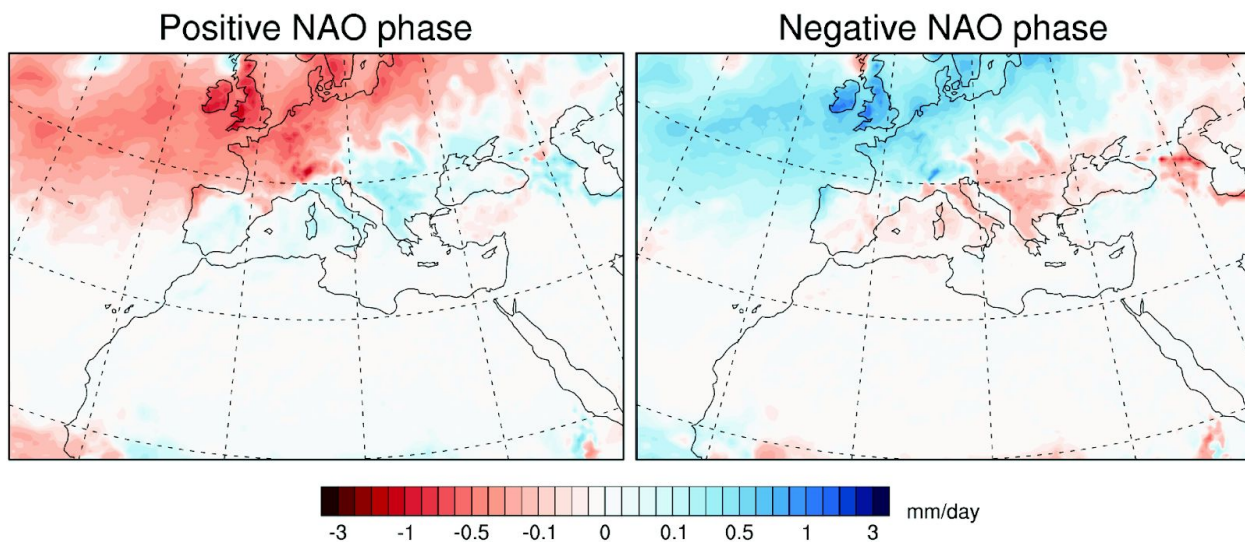 Positive NAO phase
Negative NAO phase
-3 -1 -0.5 -0.1 0 0.1 0.5 1 3 mm/day